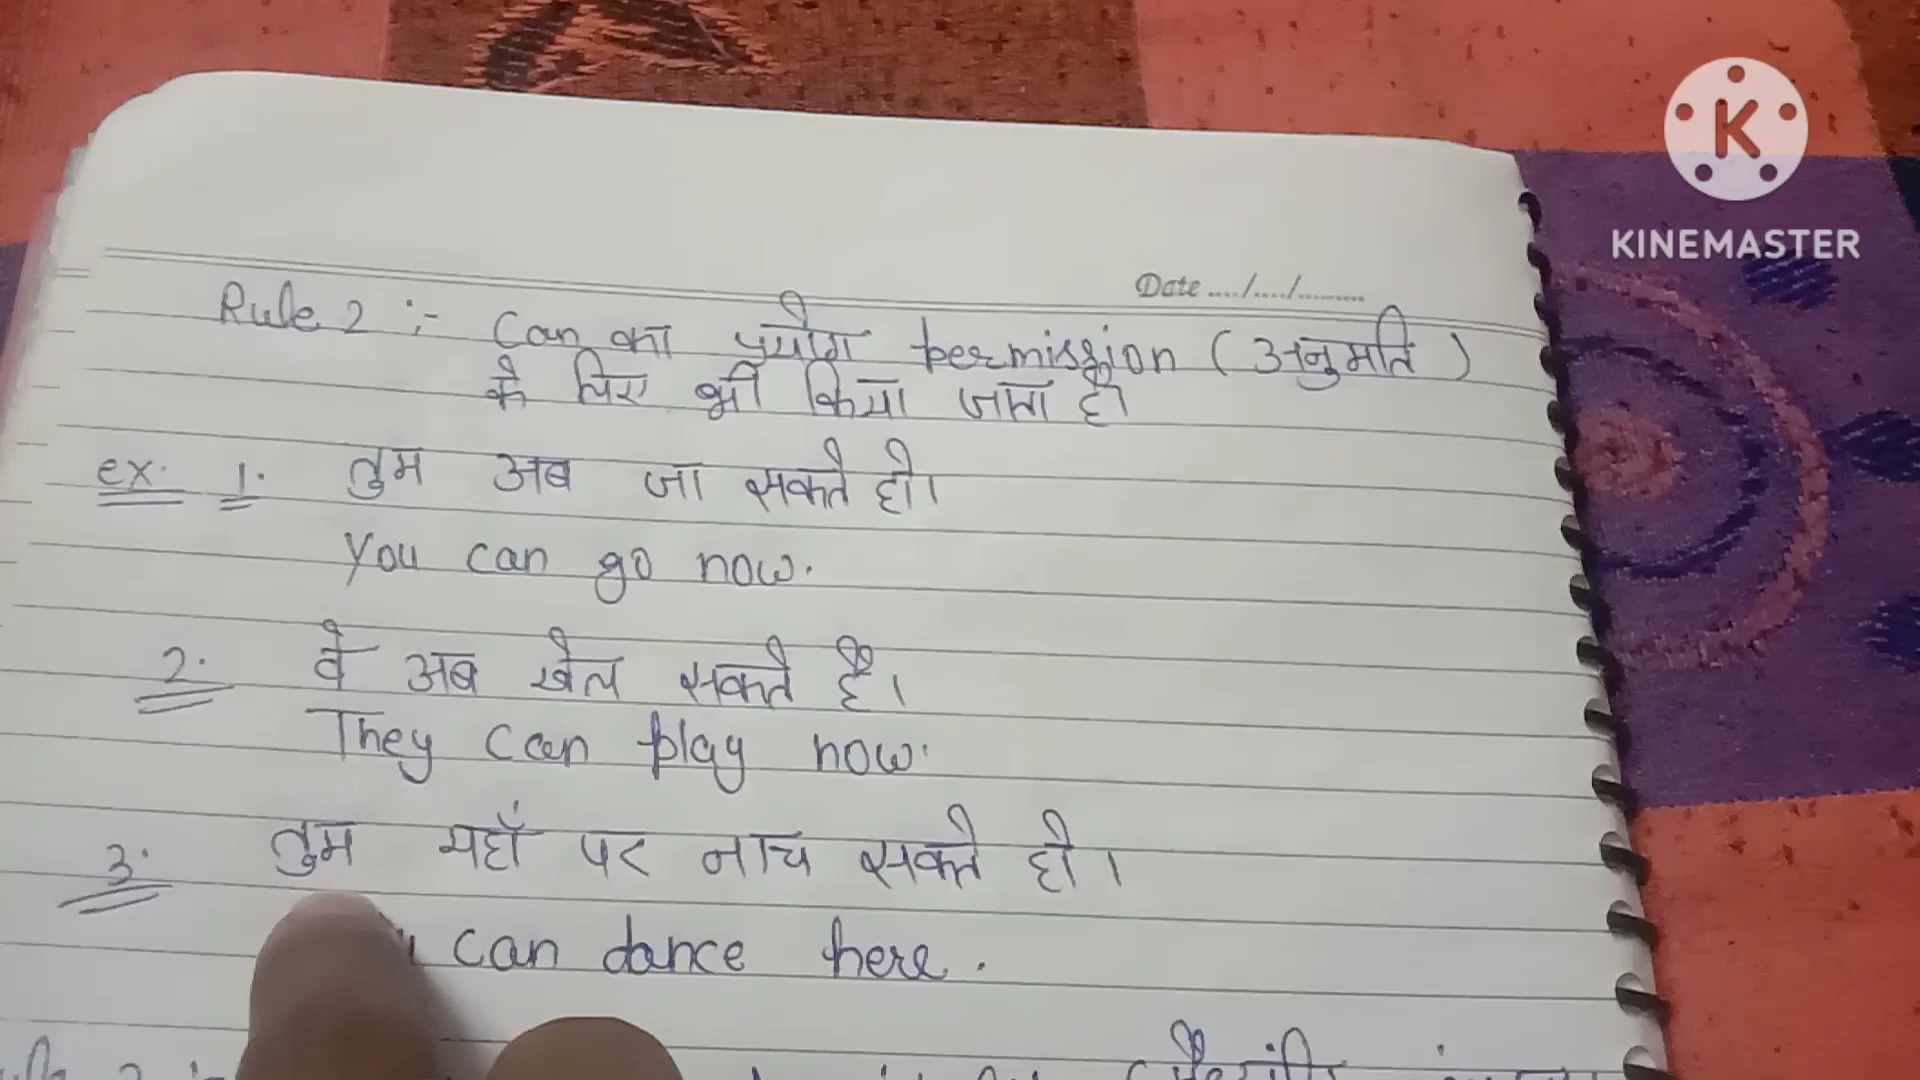 KINEMASTER
Date ..../..../.........
Rule 2 :- Can का प्रयोग permission (अनुमति)
के लिए भी किया जाता है।
ex. 1. तुम अब जा सकते हो।
You can go now.
2. वे अब खेल सकते हैं।
They can play now.
3. तुम यहाँ पर नाच सकते हो।
can dance here.